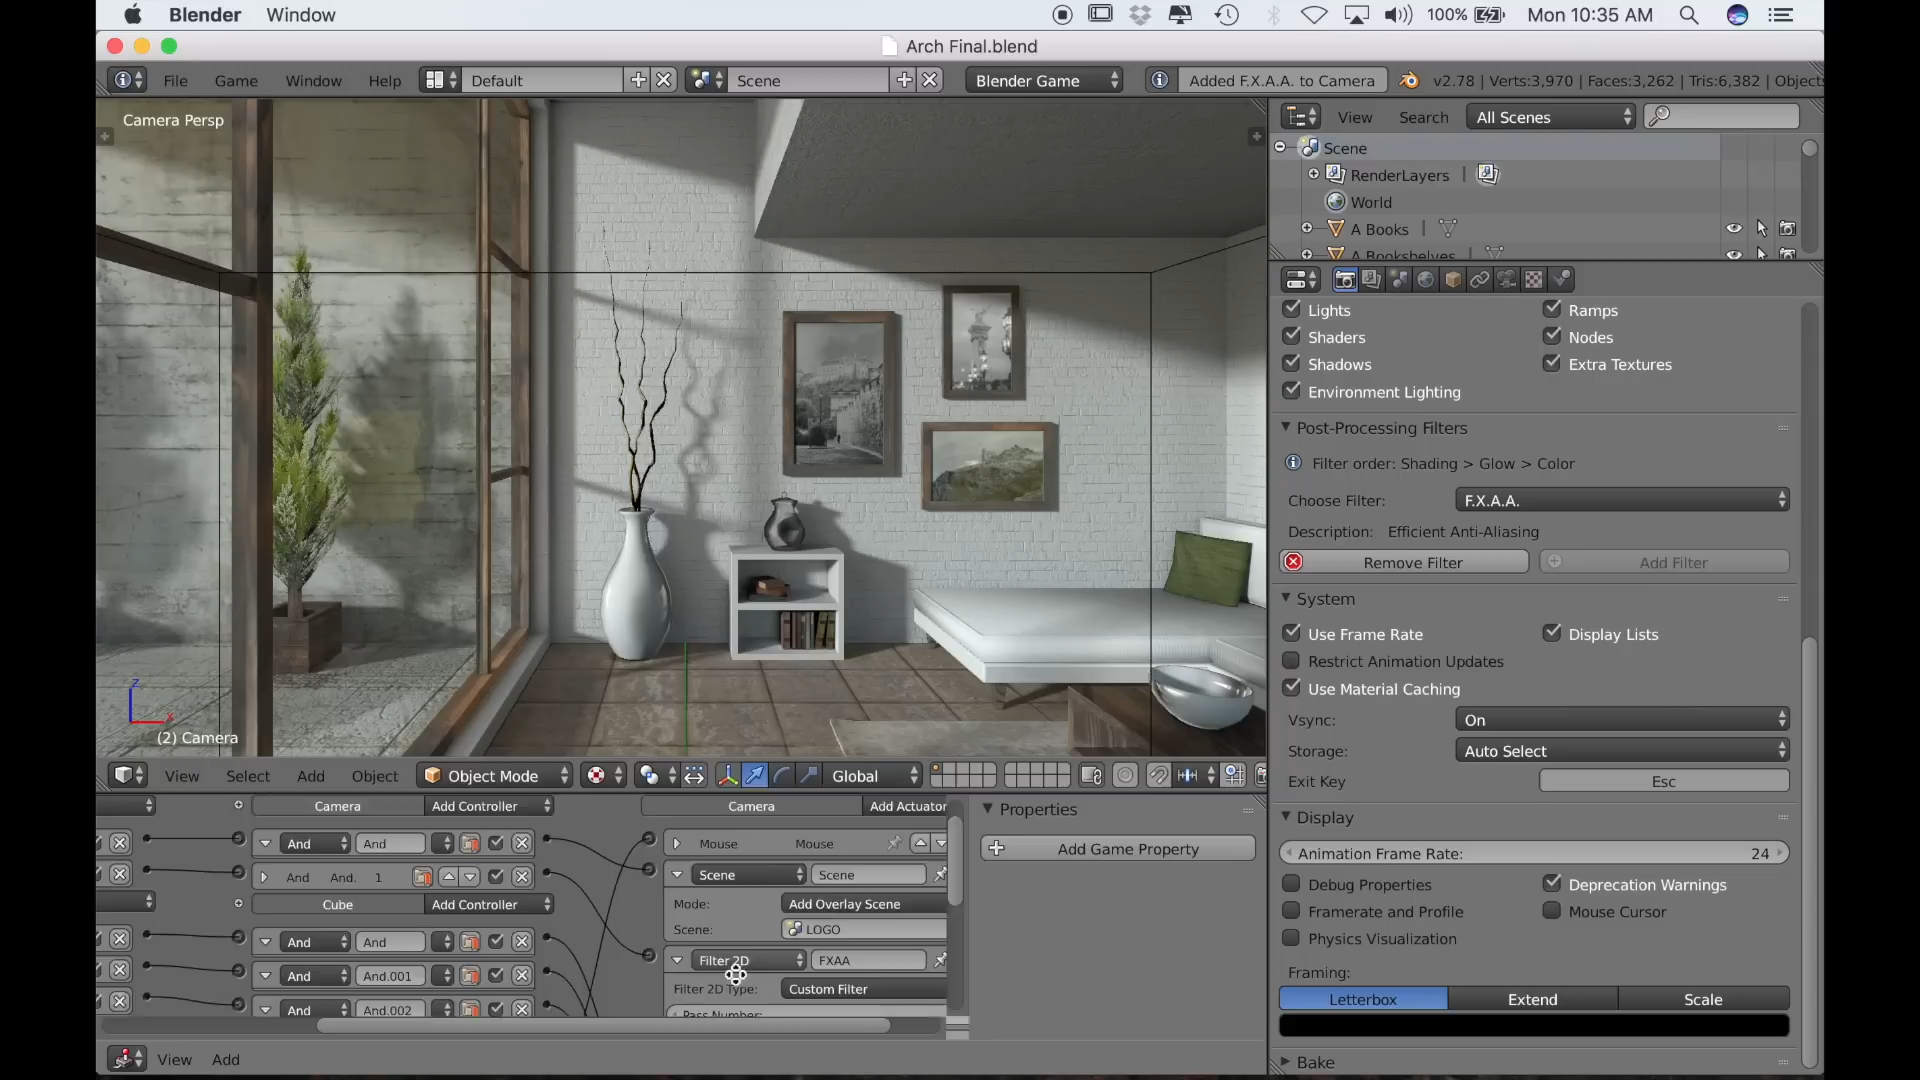 Blender Window 100% Mon 10:35 AM
Arch Final.blend
File Game Window Help Default Scene Blender Game Added F.X.A.A. to Camera v2.78 | Verts:3,970 | Faces:3,262 | Tris:6,382 | Objects
Camera Persp
View Search All Scenes
Scene
RenderLayers
World
A Books
A Bookshelves
Lights Ramps
Shaders Nodes
Shadows Extra Textures
Environment Lighting
Post-Processing Filters
Filter order: Shading > Glow > Color
Choose Filter: F.X.A.A.
Description: Efficient Anti-Aliasing
Remove Filter Add Filter
System
Use Frame Rate Display Lists
Restrict Animation Updates
Use Material Caching
Vsync: On
Storage: Auto Select
Exit Key Esc
Display
Animation Frame Rate: 24
Debug Properties Deprecation Warnings
Framerate and Profile Mouse Cursor
Physics Visualization
Framing:
Letterbox Extend Scale
Bake
z
x
(2) Camera
View Select Add Object Object Mode Global
Camera Add Controller Camera Add Actuator
And And Mouse Mouse
And And. 1 Scene Scene
Cube Add Controller Mode: Add Overlay Scene
Scene: LOGO
And And Filter 2D FXAA
And And.001 Filter 2D Type: Custom Filter
And And.002 Pass Number:
Properties
Add Game Property
View Add